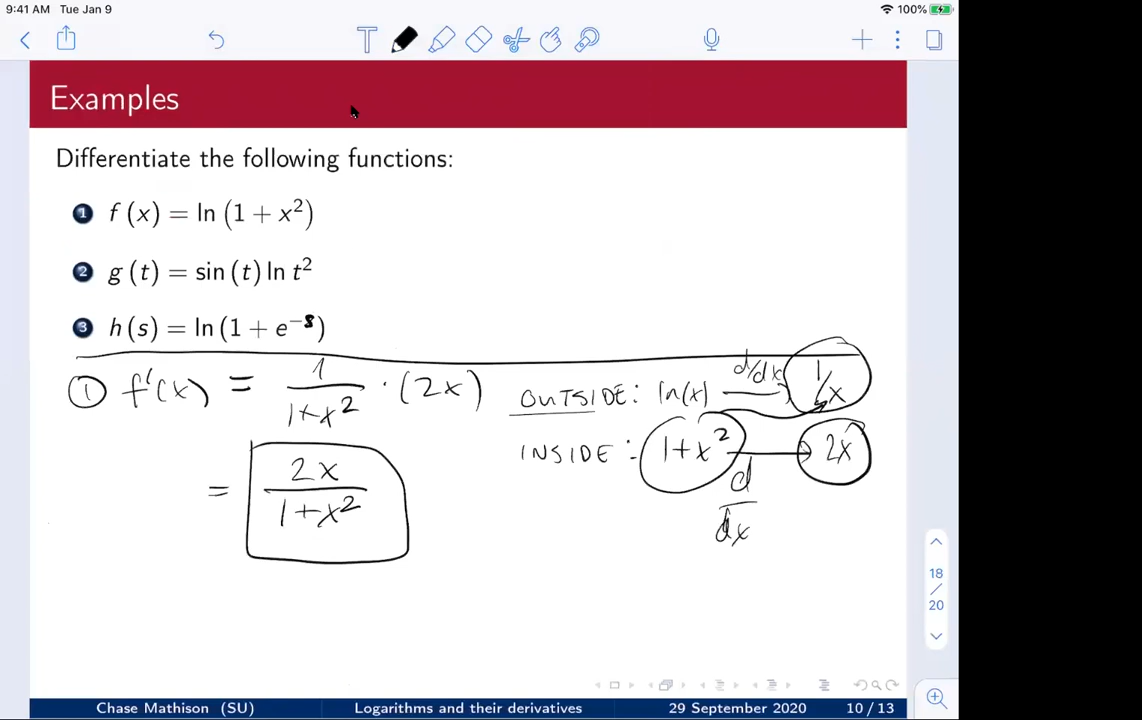 9:41 AM Tue Jan 9
100%
Examples
Differentiate the following functions:
1 f (x) = ln (1 + x²)
2 g (t) = sin (t) ln t²
3 h (s) = ln (1 + e⁻ˢ)
① f'(x) = 1/(1+x²) · (2x)
OUTSIDE: ln(x) d/dx 1/x
INSIDE: 1+x² d/dx 2x
= 2x/(1+x²)
18 / 20
Chase Mathison (SU) Logarithms and their derivatives 29 September 2020 10 / 13